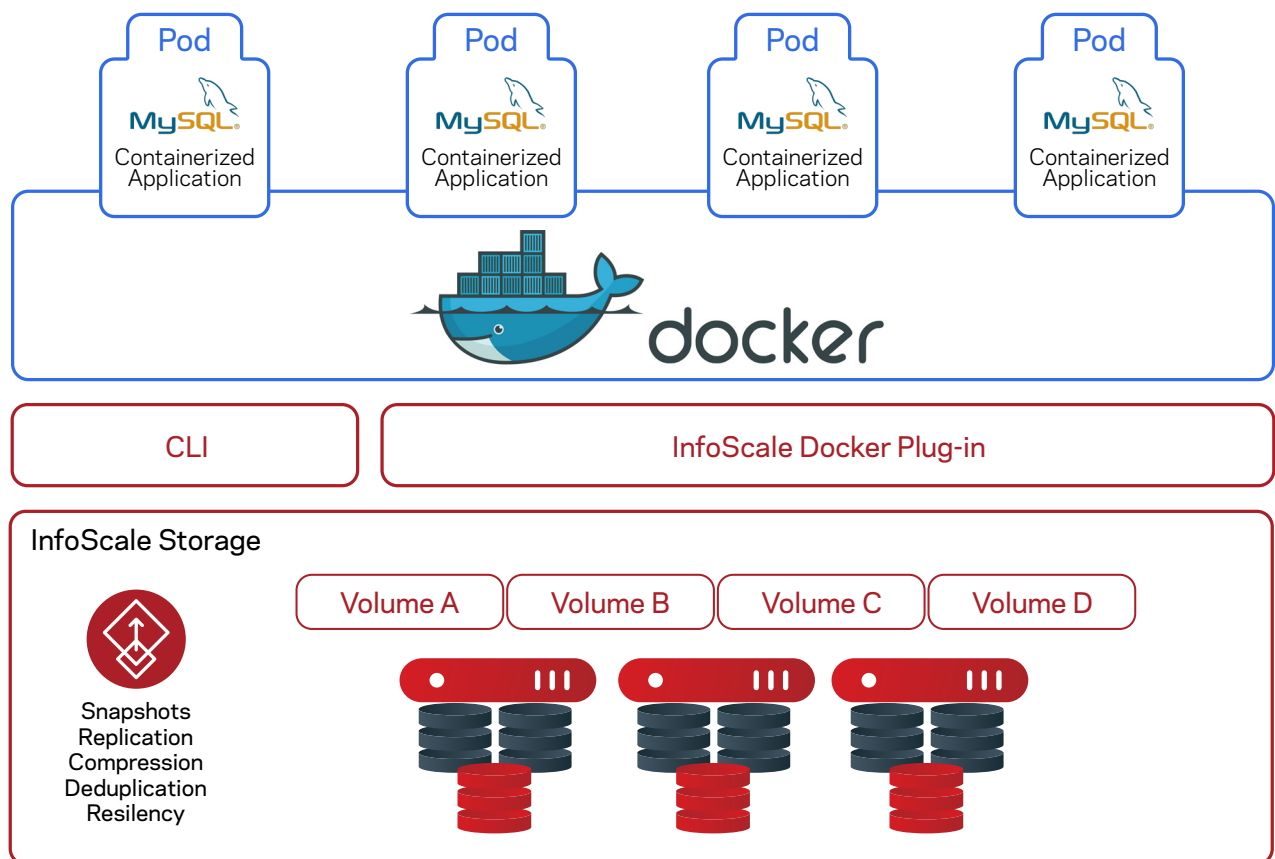 Pod
MySQL®
Containerized
Application
Pod
MySQL®
Containerized
Application
Pod
MySQL®
Containerized
Application
Pod
MySQL®
Containerized
Application
docker
CLI
InfoScale Docker Plug-in
InfoScale Storage
Volume A
Volume B
Volume C
Volume D
Snapshots
Replication
Compression
Deduplication
Resilency